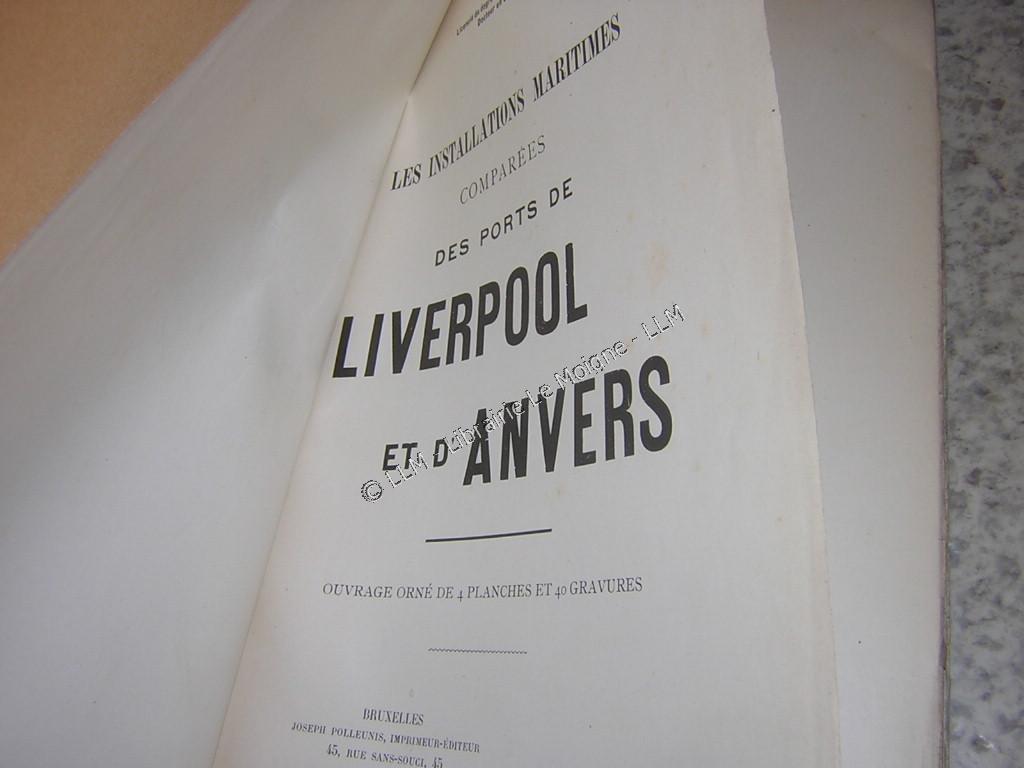 Docteur
LES INSTALLATIONS MARITIMES
COMPARÉES
DES PORTS DE
LIVERPOOL
ET D'ANVERS
© LLM - Librairie Le Moigne - LLM
OUVRAGE ORNÉ DE 4 PLANCHES ET 40 GRAVURES
BRUXELLES
JOSEPH POLLEUNIS, IMPRIMEUR-ÉDITEUR
45, RUE SANS-SOUCI, 45